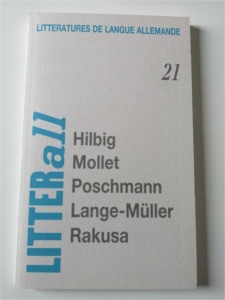 LITTERATURES DE LANGUE ALLEMANDE
21
LITTERall
Hilbig
Mollet
Poschmann
Lange-Müller
Rakusa